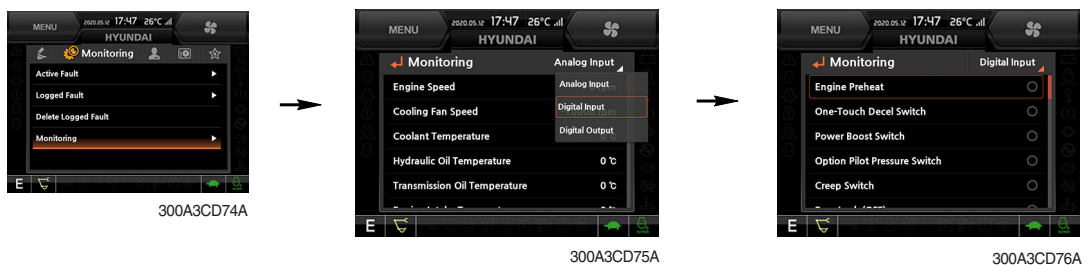 MENU
2020.05.12 17:47 26°C
HYUNDAI
Monitoring
Active Fault
Logged Fault
Delete Logged Fault
Monitoring
E
300A3CD74A
MENU
2020.05.12 17:47 26°C
HYUNDAI
Monitoring
Analog Input
Engine Speed
Analog Input
Cooling Fan Speed
Digital Input
Coolant Temperature
Digital Output
Hydraulic Oil Temperature 0 ℃
Transmission Oil Temperature 0 ℃
E
300A3CD75A
MENU
2020.05.12 17:47 26°C
HYUNDAI
Monitoring
Digital Input
Engine Preheat
One-Touch Decel Switch
Power Boost Switch
Option Pilot Pressure Switch
Creep Switch
E
300A3CD76A